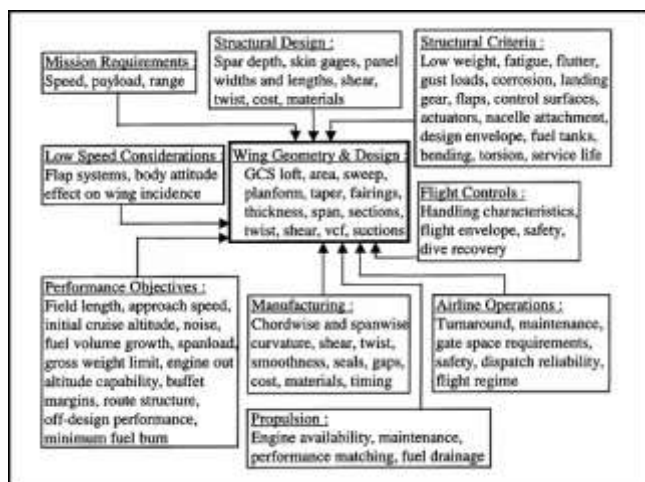 Mission Requirements :
Speed, payload, range
Structural Design :
Spar depth, skin gages, panel
widths and lengths, shear,
twist, cost, materials
Structural Criteria :
Low weight, fatigue, flutter,
gust loads, corrosion, landing
gear, flaps, control surfaces,
actuators, nacelle attachment,
design envelope, fuel tanks,
bending, torsion, service life
Low Speed Considerations :
Flap systems, body attitude
effect on wing incidence
Wing Geometry & Design :
GCS loft, area, sweep,
planform, taper, fairings,
thickness, span, sections,
twist, shear, vcf, suctions
Flight Controls :
Handling characteristics,
flight envelope, safety,
dive recovery
Performance Objectives :
Field length, approach speed,
initial cruise altitude, noise,
fuel volume growth, spanload,
gross weight limit, engine out
altitude capability, buffet
margins, route structure,
off-design performance,
minimum fuel burn
Manufacturing :
Chordwise and spanwise
curvature, shear, twist,
smoothness, seals, gaps,
cost, materials, timing
Airline Operations :
Turnaround, maintenance,
gate space requirements,
safety, dispatch reliability,
flight regime
Propulsion :
Engine availability, maintenance,
performance matching, fuel drainage